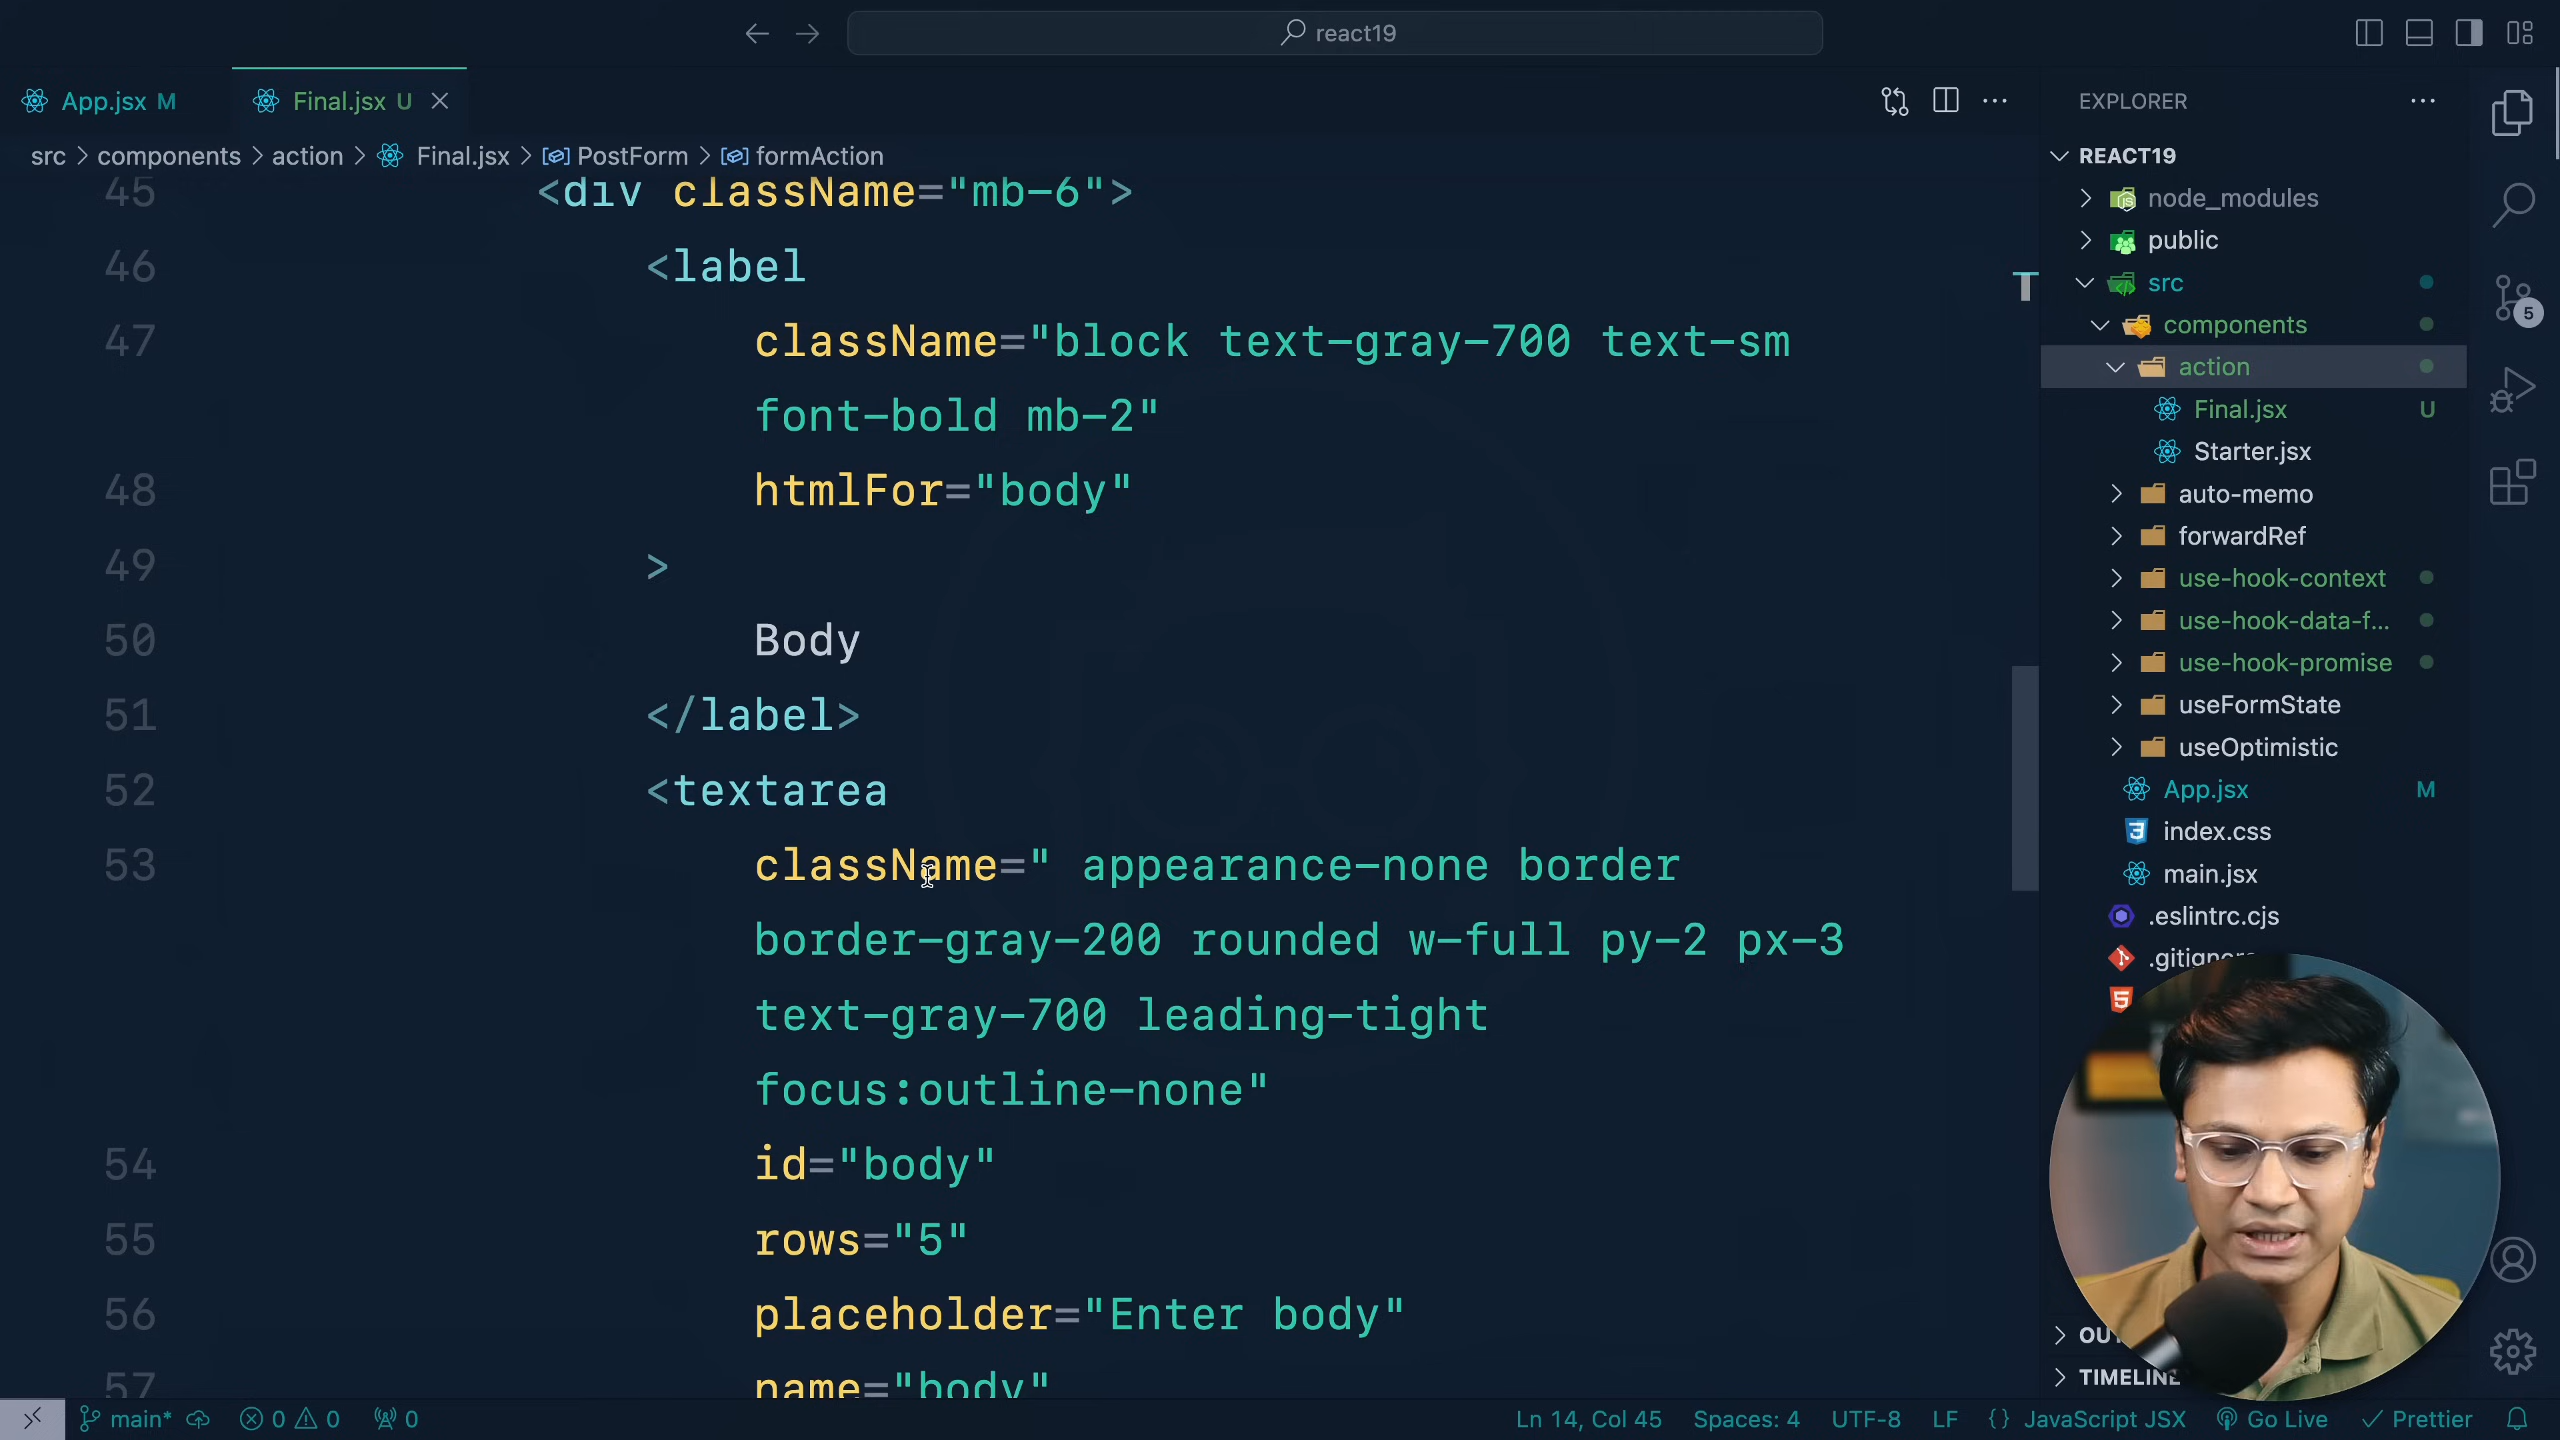 react19
App.jsx M
Final.jsx U
src > components > action > Final.jsx > PostForm > formAction
45 <div className="mb-6">
46 <label
47 className="block text-gray-700 text-sm
font-bold mb-2"
48 htmlFor="body"
49 >
50 Body
51 </label>
52 <textarea
53 className=" appearance-none border
border-gray-200 rounded w-full py-2 px-3
text-gray-700 leading-tight
focus:outline-none"
54 id="body"
55 rows="5"
56 placeholder="Enter body"
57 name="body"
EXPLORER
REACT19
node_modules
public
src
components
action
Final.jsx U
Starter.jsx
auto-memo
forwardRef
use-hook-context
use-hook-data-f...
use-hook-promise
useFormState
useOptimistic
App.jsx M
index.css
main.jsx
.eslintrc.cjs
TIMELINE
5
main* 0 0 0
Ln 14, Col 45 Spaces: 4 UTF-8 LF {} JavaScript JSX Go Live Prettier